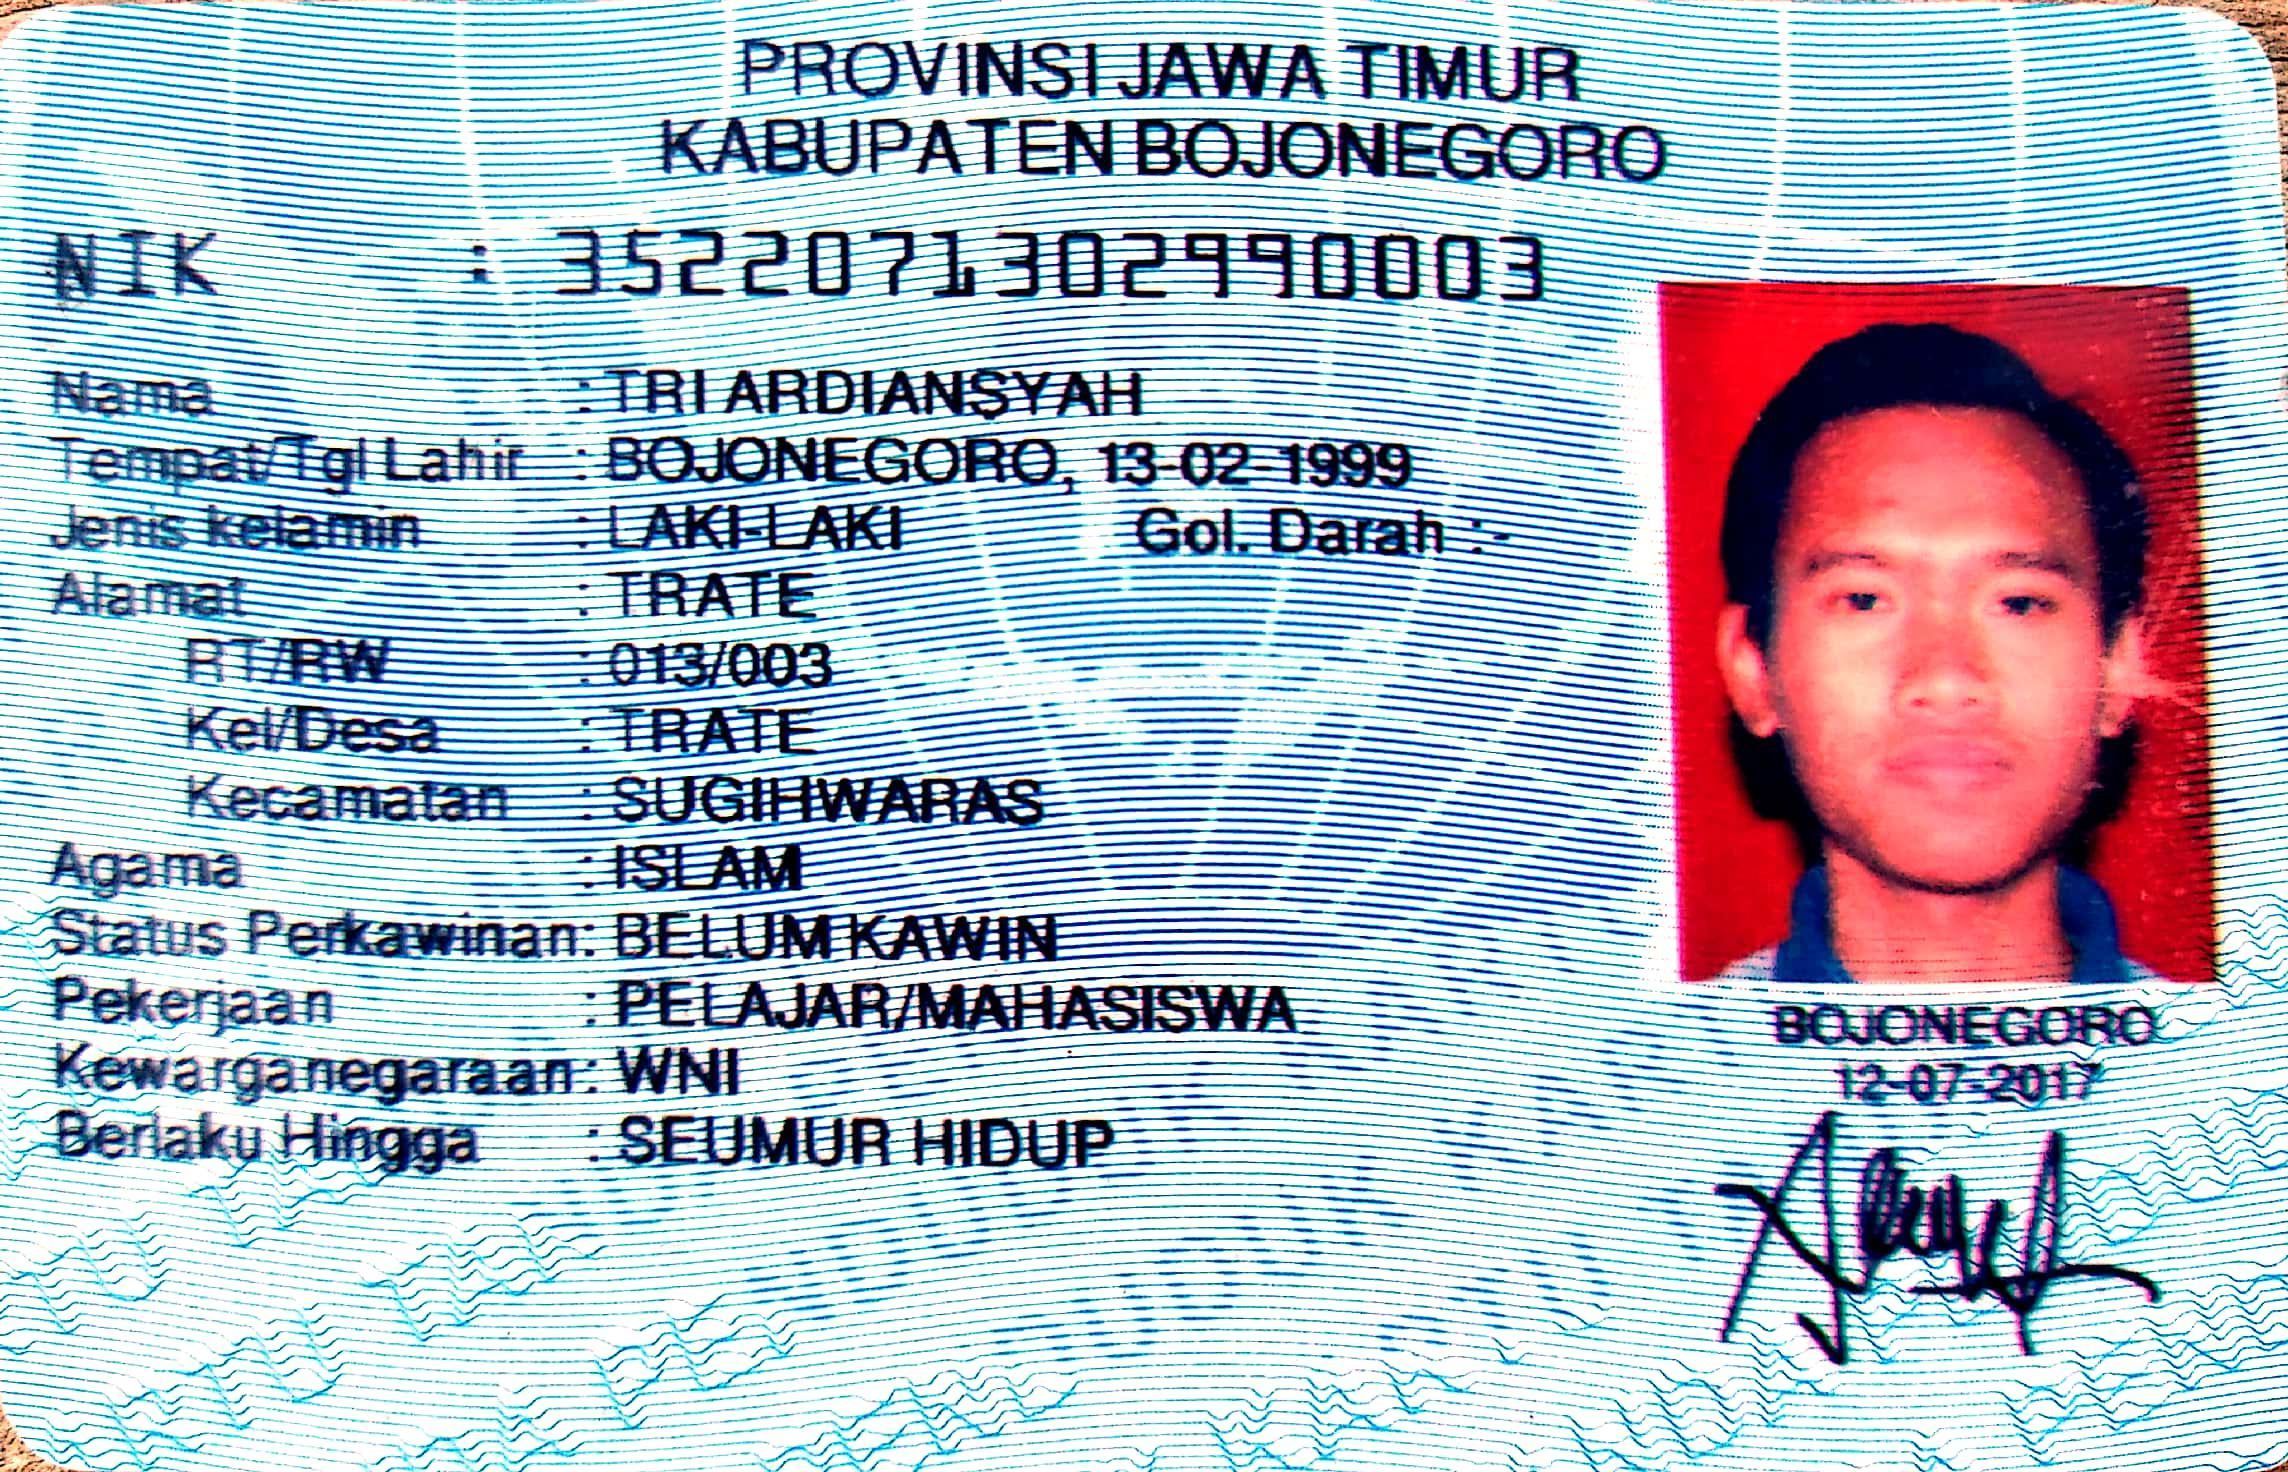 PROVINSI JAWA TIMUR
KABUPATEN BOJONEGORO
NIK : 3522071302990003
Nama : TRI ARDIANSYAH
Tempat/Tgl Lahir : BOJONEGORO, 13-02-1999
Jenis kelamin : LAKI-LAKI Gol. Darah : -
Alamat : TRATE
RT/RW : 013/003
Kel/Desa : TRATE
Kecamatan : SUGIHWARAS
Agama : ISLAM
Status Perkawinan: BELUM KAWIN
Pekerjaan : PELAJAR/MAHASISWA
Kewarganegaraan: WNI
Berlaku Hingga : SEUMUR HIDUP
BOJONEGORO
12-07-2017